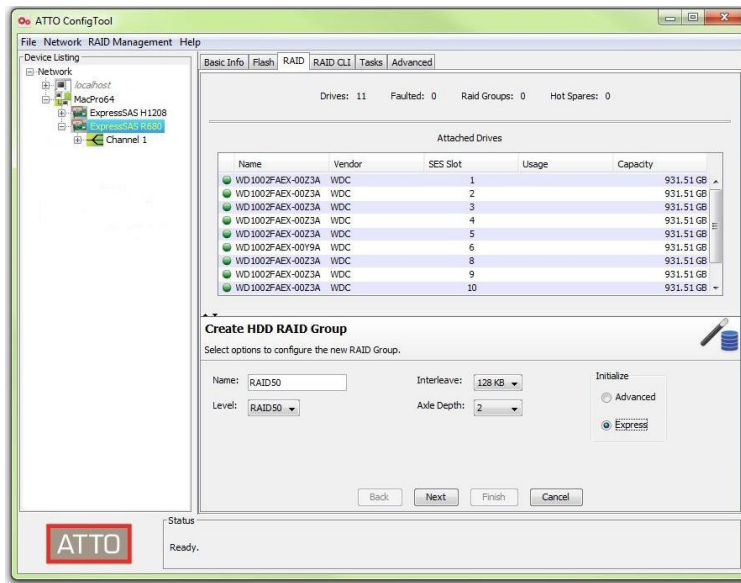 ATTO ConfigTool
File Network RAID Management Help
Device Listing
Network
localhost
MacPro64
ExpressSAS H1208
ExpressSAS R680
Channel 1
Basic Info Flash RAID RAID CLI Tasks Advanced
Drives: 11 Faulted: 0 Raid Groups: 0 Hot Spares: 0
Attached Drives
Name Vendor SES Slot Usage Capacity
WD1002FAEX-00Z3A WDC 1 931.51 GB
WD1002FAEX-00Z3A WDC 2 931.51 GB
WD1002FAEX-00Z3A WDC 3 931.51 GB
WD1002FAEX-00Z3A WDC 4 931.51 GB
WD1002FAEX-00Z3A WDC 5 931.51 GB
WD1002FAEX-00Y9A WDC 6 931.51 GB
WD1002FAEX-00Z3A WDC 8 931.51 GB
WD1002FAEX-00Z3A WDC 9 931.51 GB
WD1002FAEX-00Z3A WDC 10 931.51 GB
Create HDD RAID Group
Select options to configure the new RAID Group.
Name: RAID50 Interleave: 128 KB Initialize
Level: RAID50 Axle Depth: 2 Advanced
Express
Back Next Finish Cancel
ATTO
Status
Ready.